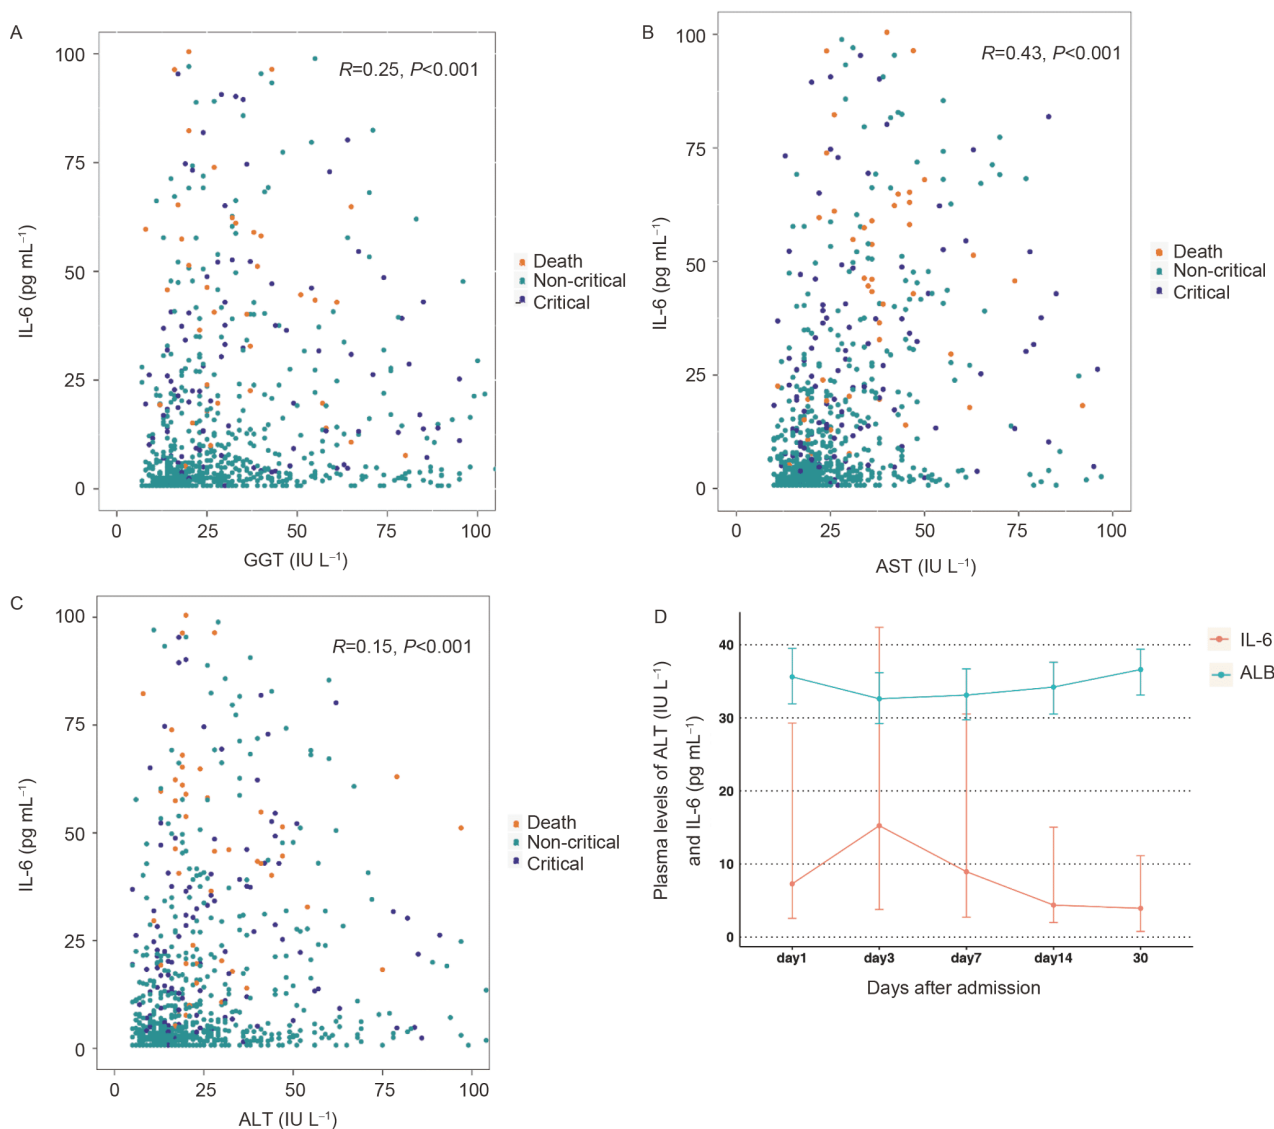 A
R=0.25, P<0.001
100
75
50
25
0
IL-6 (pg mL⁻¹)
0 25 50 75 100
GGT (IU L⁻¹)
Death
Non-critical
Critical
B
R=0.43, P<0.001
100
75
50
25
0
IL-6 (pg mL⁻¹)
0 25 50 75 100
AST (IU L⁻¹)
Death
Non-critical
Critical
C
R=0.15, P<0.001
100
75
50
25
0
IL-6 (pg mL⁻¹)
0 25 50 75 100
ALT (IU L⁻¹)
Death
Non-critical
Critical
D
40
30
20
10
0
Plasma levels of ALT (IU L⁻¹)
and IL-6 (pg mL⁻¹)
day1 day3 day7 day14 30
Days after admission
IL-6
ALB